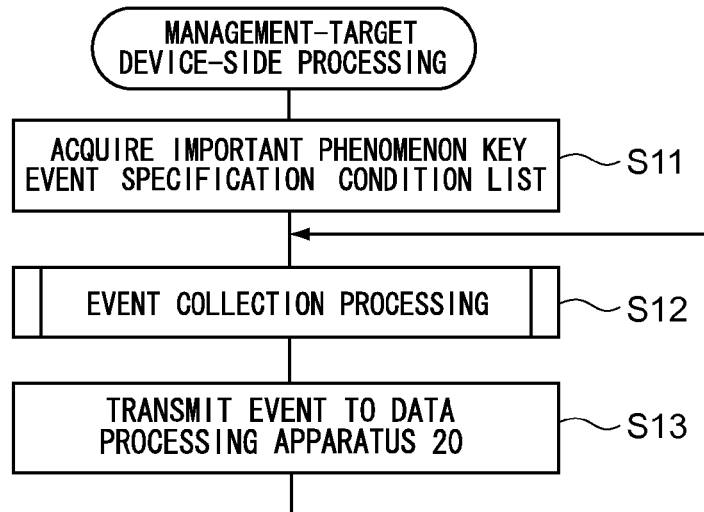 MANAGEMENT-TARGET
DEVICE-SIDE PROCESSING
ACQUIRE IMPORTANT PHENOMENON KEY
EVENT SPECIFICATION CONDITION LIST
S11
EVENT COLLECTION PROCESSING
S12
TRANSMIT EVENT TO DATA
PROCESSING APPARATUS 20
S13